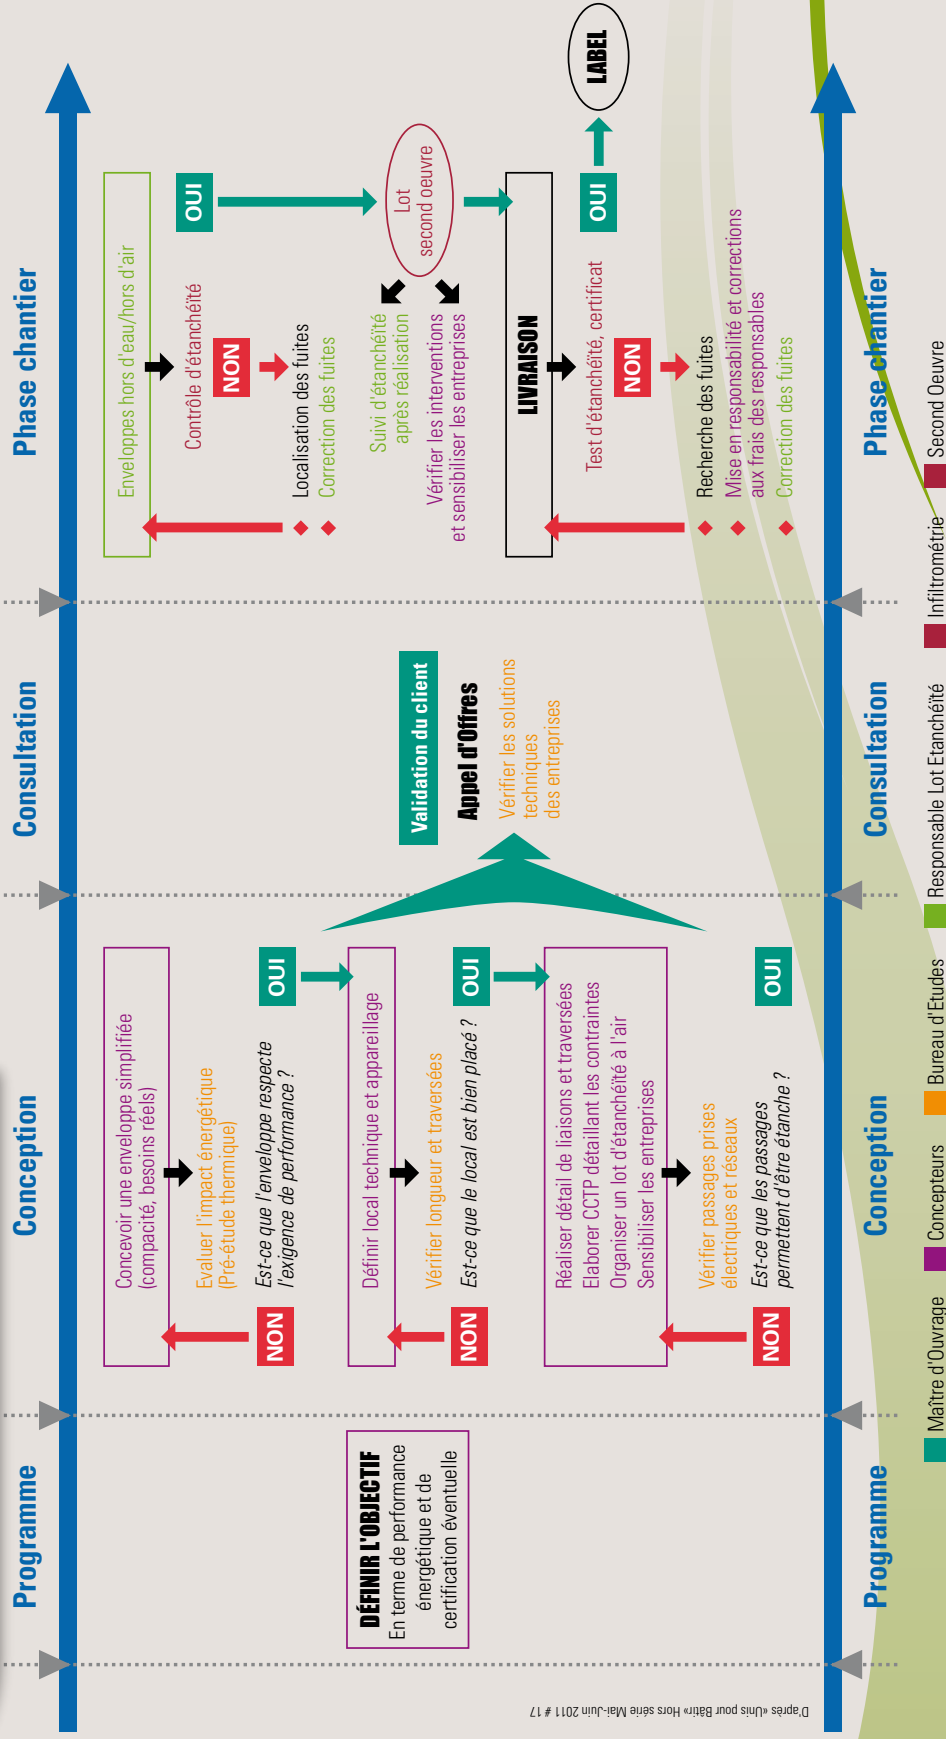 Programme
Conception
Consultation
Phase chantier
DÉFINIR L'OBJECTIF
En terme de performance
énergétique et de
certification éventuelle
Concevoir une enveloppe simplifiée
(compacité, besoins réels)
Evaluer l'impact énergétique
(Pré-étude thermique)
Est-ce que l'enveloppe respecte
l'exigence de performance ?
NON
OUI
Définir local technique et appareillage
Vérifier longueur et traversées
Est-ce que le local est bien placé ?
NON
OUI
Réaliser détail de liaisons et traversées
Elaborer CCTP détaillant les contraintes
Organiser un lot d'étanchéité à l'air
Sensibiliser les entreprises
Vérifier passages prises
électriques et réseaux
Est-ce que les passages
permettent d'être étanche ?
NON
OUI
Validation du client
Appel d'Offres
Vérifier les solutions
techniques
des entreprises
Enveloppes hors d'eau/hors d'air
Contrôle d'étanchéité
OUI
NON
Localisation des fuites
Correction des fuites
Lot
second oeuvre
Suivi d'étanchéité
après réalisation
Vérifier les interventions
et sensibiliser les entreprises
LIVRAISON
Test d'étanchéité, certificat
OUI
LABEL
NON
Recherche des fuites
Mise en responsabilité et corrections
aux frais des responsables
Correction des fuites
Programme
Conception
Consultation
Phase chantier
Maître d'Ouvrage
Concepteurs
Bureau d'Etudes
Responsable Lot Etanchéité
Infiltrométrie
Second Oeuvre
D'après «Unis» pour Bâtir» Hors série Mai-Juin 2011 # 17